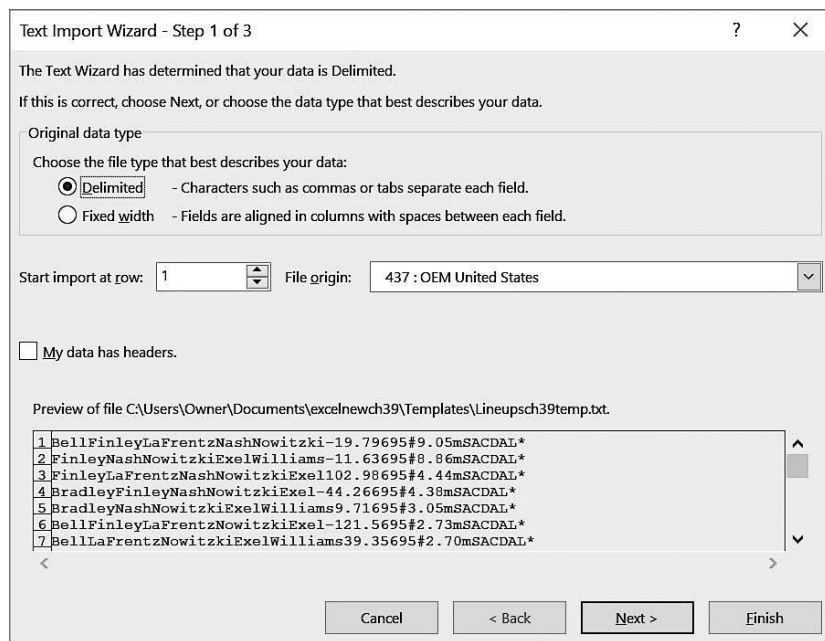 Text Import Wizard - Step 1 of 3 ? ×
The Text Wizard has determined that your data is Delimited.
If this is correct, choose Next, or choose the data type that best describes your data.
Original data type
Choose the file type that best describes your data:
Delimited - Characters such as commas or tabs separate each field.
Fixed width - Fields are aligned in columns with spaces between each field.
Start import at row: 1 File origin: 437 : OEM United States
My data has headers.
Preview of file C:\Users\Owner\Documents\excelnewch39\Templates\Lineupsch39temp.txt.
1 BellFinleyLaFrentzNashNowitzki-19.79695#9.05mSACDAL*
2 FinleyNashNowitzkiExelWilliams-11.63695#8.86mSACDAL*
3 FinleyLaFrentzNashNowitzkiExel102.98695#4.44mSACDAL*
4 BradleyFinleyNashNowitzkiExel-44.26695#4.38mSACDAL*
5 BradleyNashNowitzkiExelWilliams9.71695#3.05mSACDAL*
6 BellFinleyLaFrentzNowitzkiExel-121.5695#2.73mSACDAL*
7 BellLaFrentzNowitzkiExelWilliams39.35695#2.70mSACDAL*
Cancel < Back Next > Finish